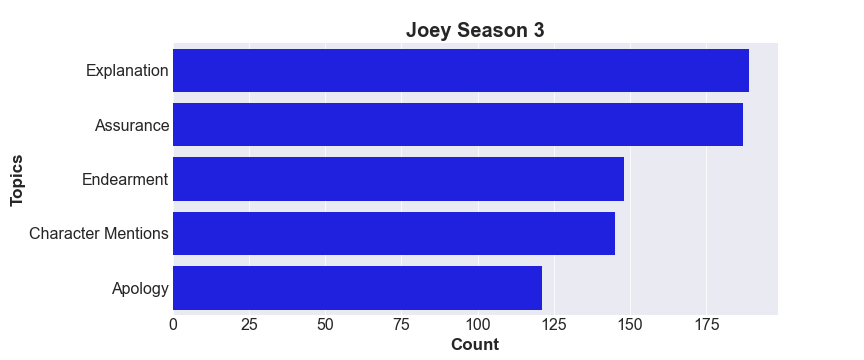 Joey Season 3
Topics
Explanation
Assurance
Endearment
Character Mentions
Apology
0 25 50 75 100 125 150 175
Count